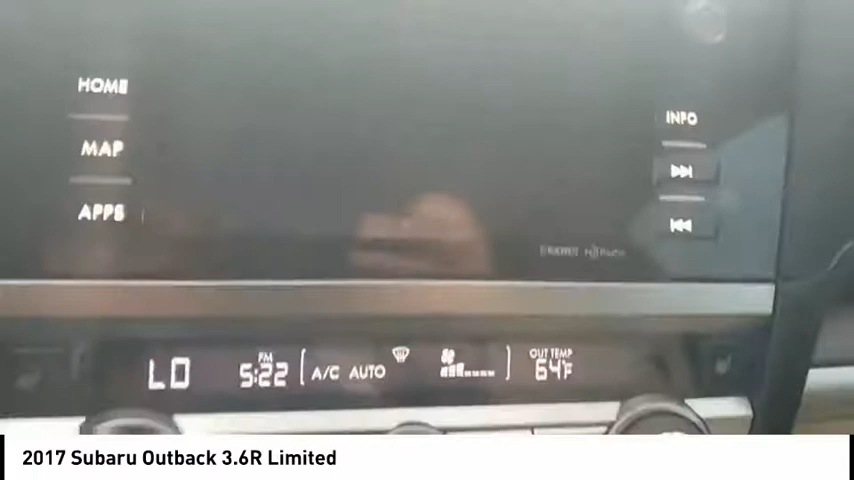 HOME
INFO
MAP
APPS
LO
PM
5:22
A/C AUTO
OUT TEMP
64°F
2017 Subaru Outback 3.6R Limited